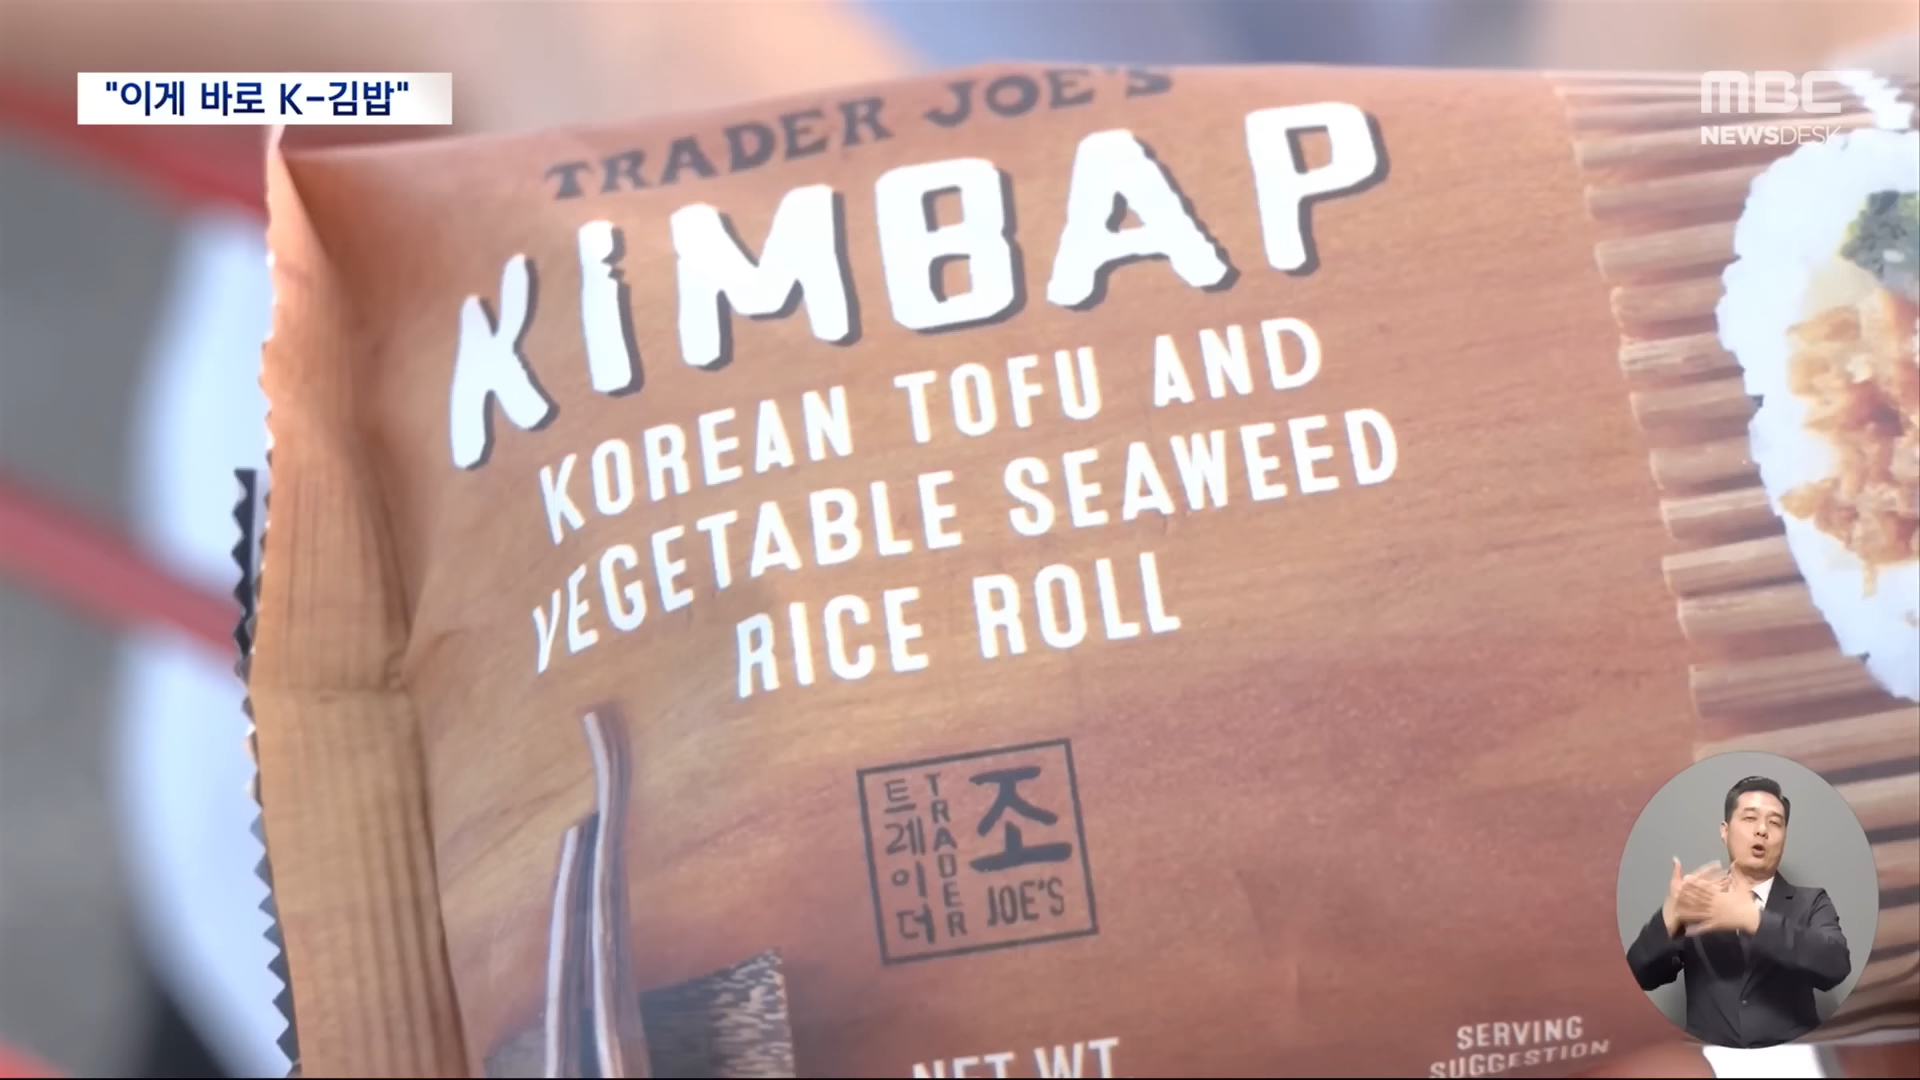 "이게 바로 K-김밥"
MBC
NEWSDESK
TRADER JOE'S
KIMBAP
KOREAN TOFU AND
VEGETABLE SEAWEED
RICE ROLL
트레이더
TRADER
조
JOE'S
NET WT.
SERVING
SUGGESTION